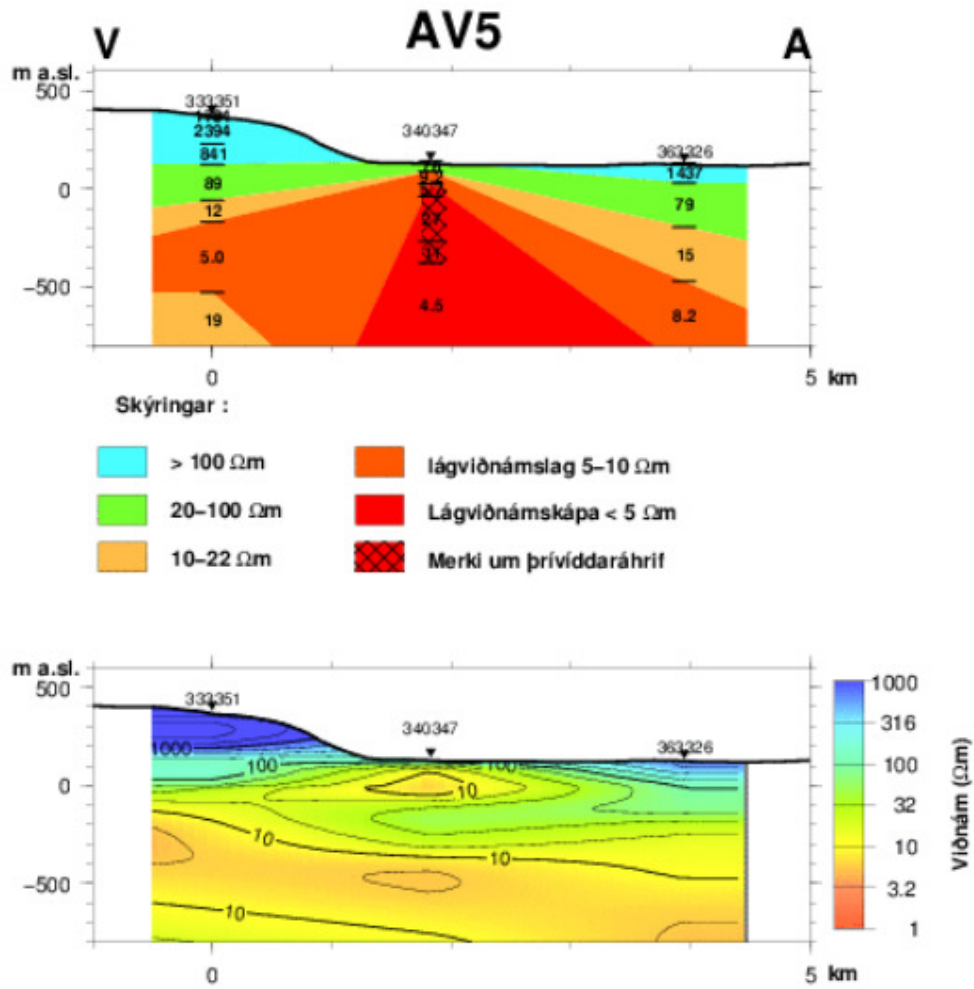 AV5
V A
m a.sl.
500
0
−500
333351
2394
841
89
12
5.0
19
340347
4.5
363326
1437
79
15
8.2
0 5 km
Skýringar :
> 100 Ωm
20–100 Ωm
10–22 Ωm
lágviðnámslag 5–10 Ωm
Lágviðnámskápa < 5 Ωm
Merki um þrívíddaráhrif
m a.sl.
500
0
−500
333351
340347
363326
1000
100
100
10
10
10
10
0 5 km
1000
316
100
32
10
3.2
1
Viðnám (Ωm)